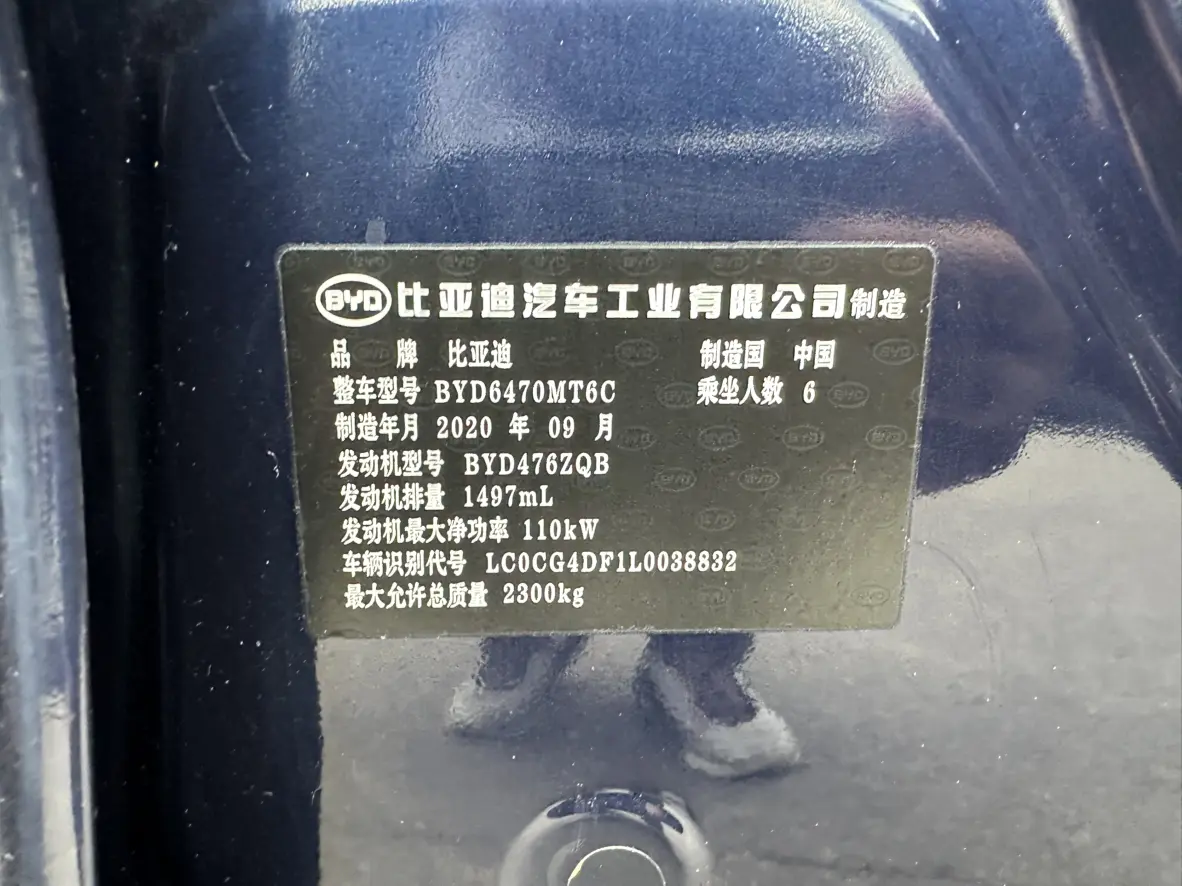 BYD 比亚迪汽车工业有限公司制造
品 牌 比亚迪 制造国 中国
整车型号 BYD6470MT6C 乘坐人数 6
制造年月 2020 年 09 月
发动机型号 BYD476ZQB
发动机排量 1497mL
发动机最大净功率 110kW
车辆识别代号 LC0CG4DF1L0038832
最大允许总质量 2300kg